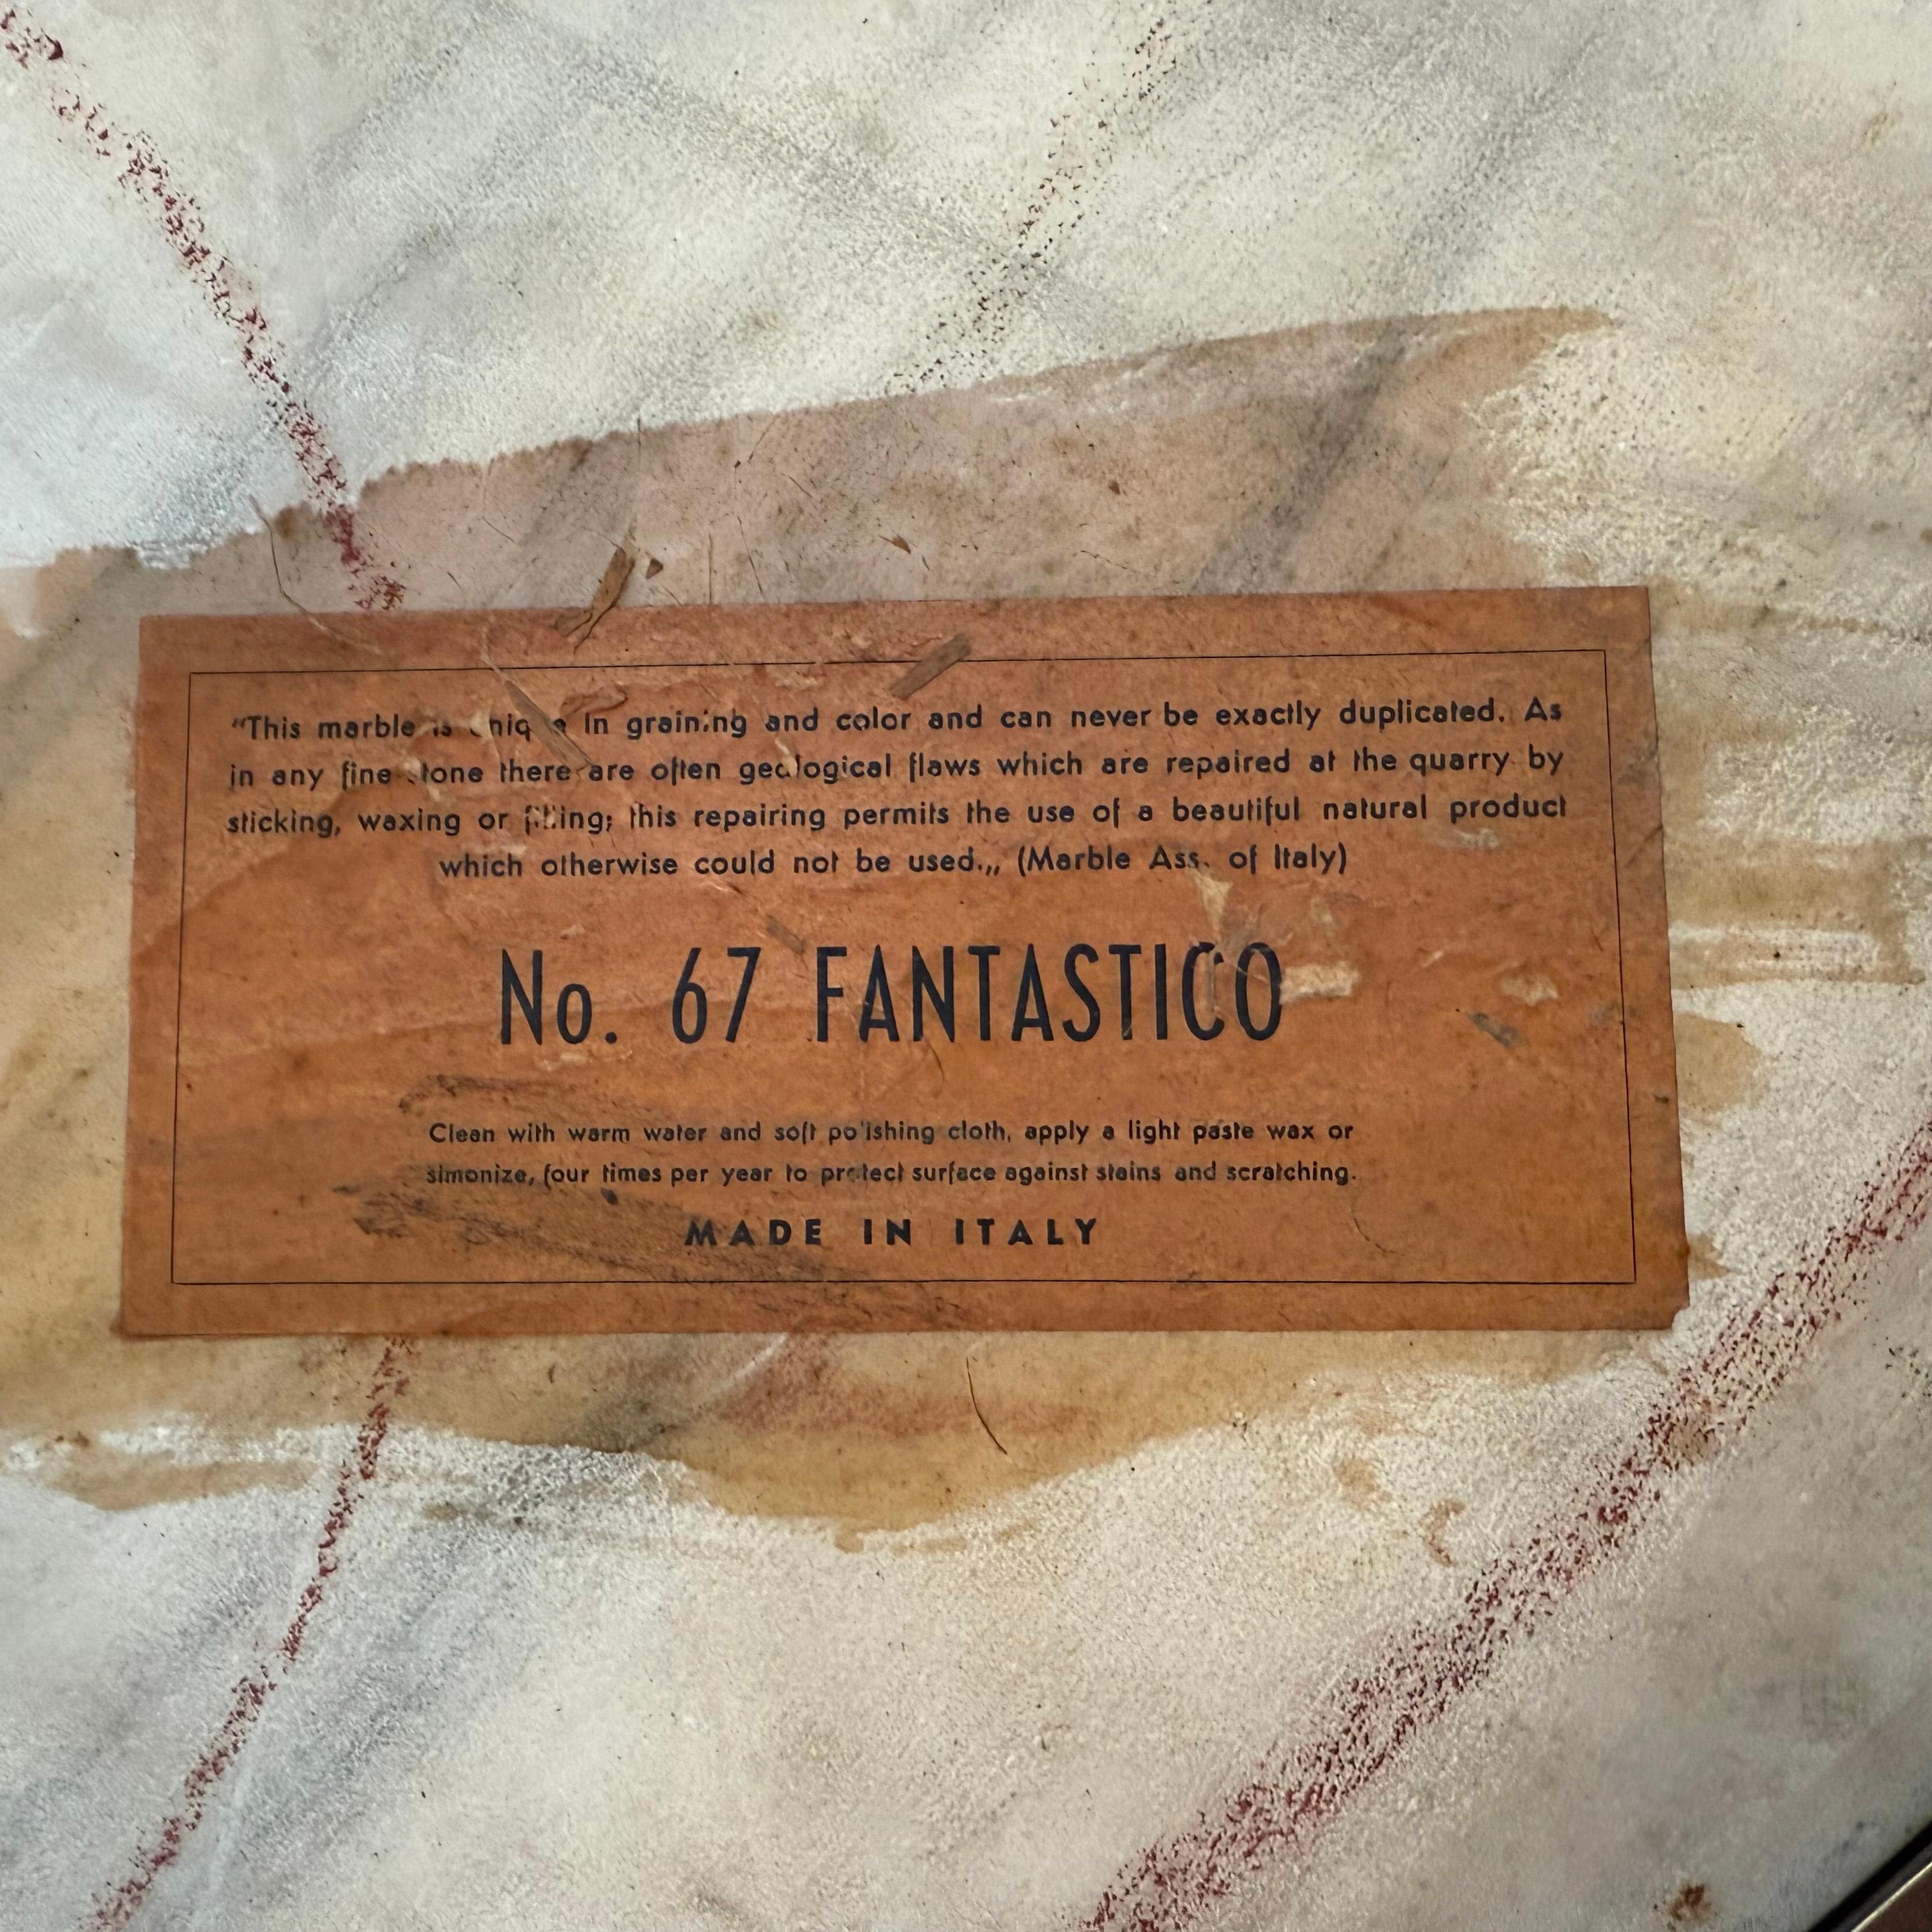 "This marble is unique in graining and color and can never be exactly duplicated. As
in any fine stone there are often geological flaws which are repaired at the quarry by
sticking, waxing or filling; this repairing permits the use of a beautiful natural product
which otherwise could not be used.,, (Marble Ass. of Italy)
No. 67 FANTASTICO
Clean with warm water and soft polishing cloth, apply a light paste wax or
simonize, four times per year to protect surface against stains and scratching.
MADE IN ITALY